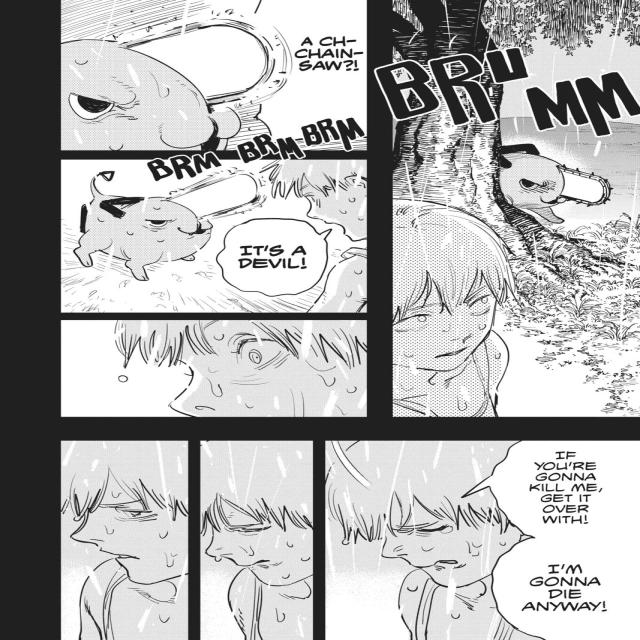 BRUMM
A CH-
CHAIN-
SAW?!
BRM BRM BRM
IT'S A
DEVIL!
IF
YOU'RE
GONNA
KILL ME,
GET IT
OVER
WITH!
I'M
GONNA
DIE
ANYWAY!